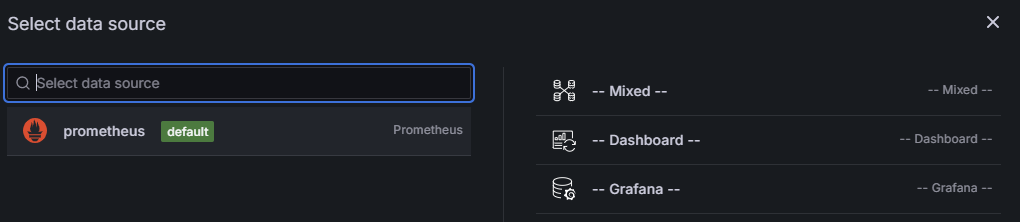 Select data source
Select data source
prometheus default Prometheus
-- Mixed -- -- Mixed --
-- Dashboard -- -- Dashboard --
-- Grafana -- -- Grafana --